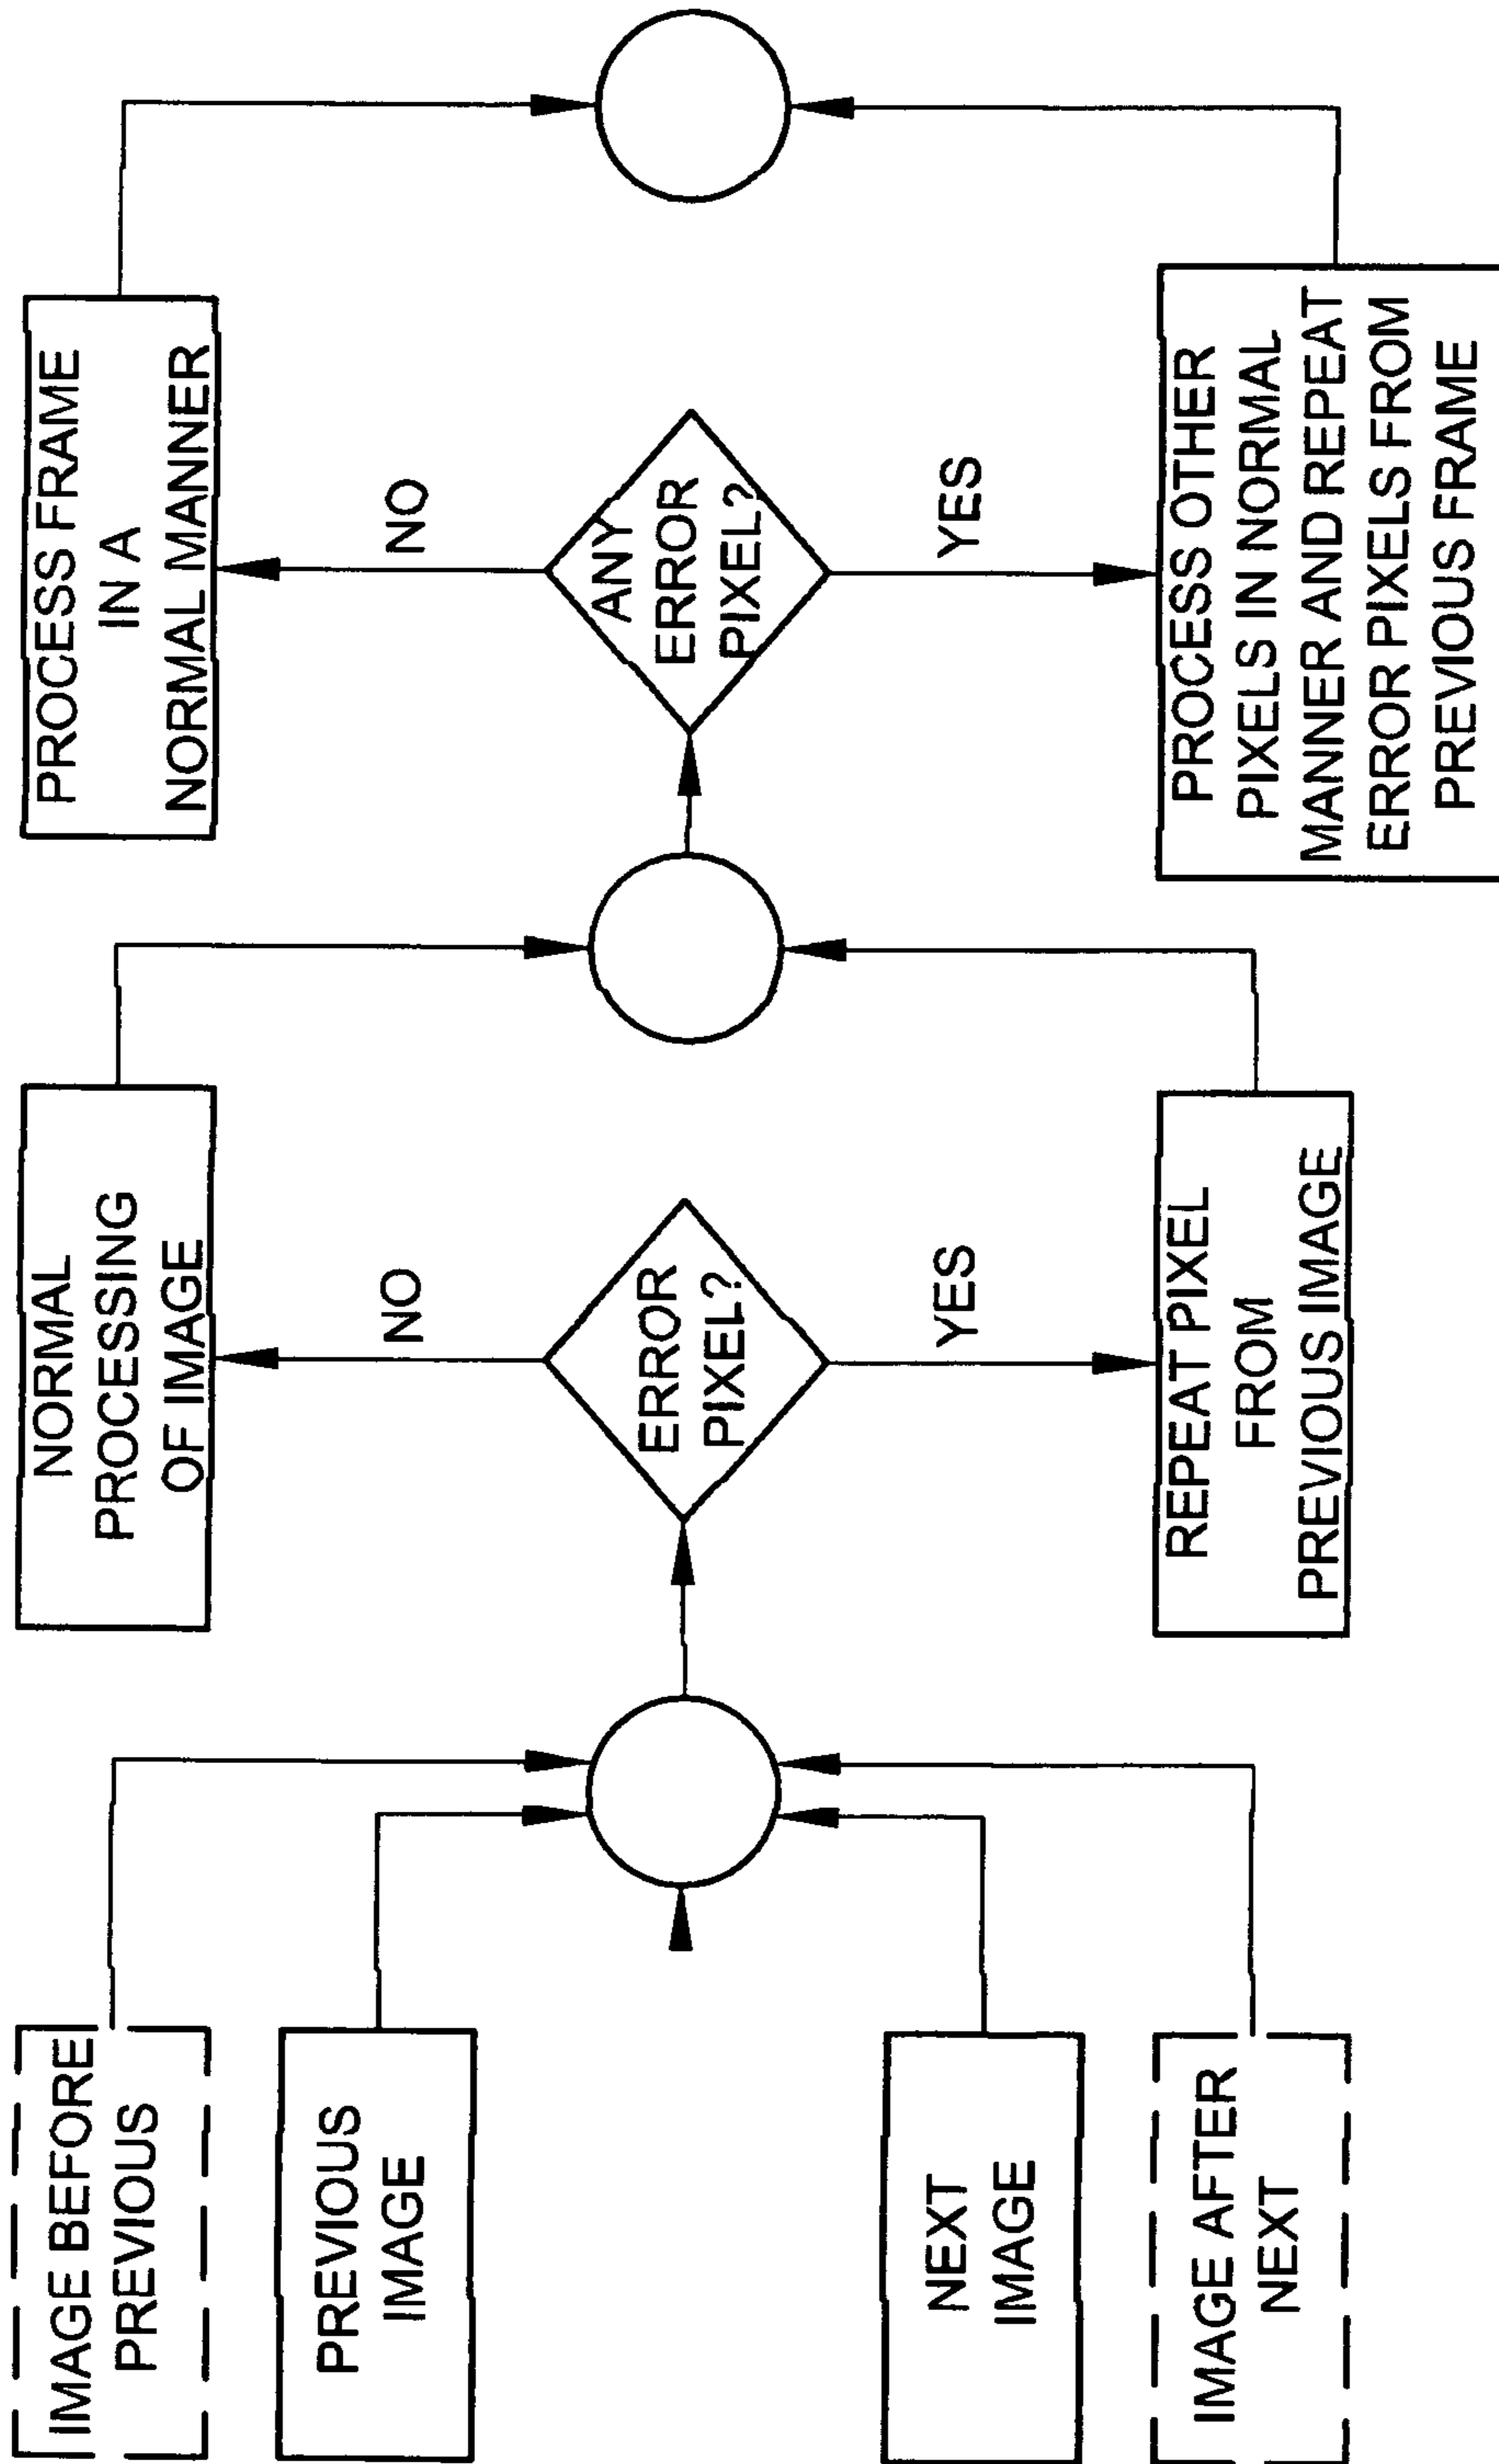 IMAGE BEFORE
PREVIOUS
PREVIOUS
IMAGE
NEXT
IMAGE
IMAGE AFTER
NEXT
NORMAL
PROCESSING
OF IMAGE
NO
ERROR
PIXEL?
YES
REPEAT PIXEL
FROM
PREVIOUS IMAGE
PROCESS FRAME
IN A
NORMAL MANNER
NO
ANY
ERROR
PIXEL?
YES
PROCESS OTHER
PIXELS IN NORMAL
MANNER AND REPEAT
ERROR PIXELS FROM
PREVIOUS FRAME